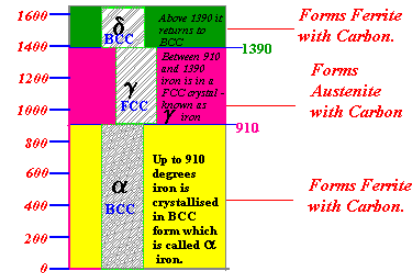 1600
1400
1200
1000
800
600
400
200
0
δ
BCC
Above 1390 it
returns to
BCC
1390
Forms Ferrite
with Carbon.
γ
FCC
Between 910
and 1390
iron is in a
FCC crystal -
known as
γ iron
910
Forms
Austenite
with Carbon
α
BCC
Up to 910
degrees
iron is
crystallised
in BCC
form which
is called α
iron.
Forms Ferrite
with Carbon.